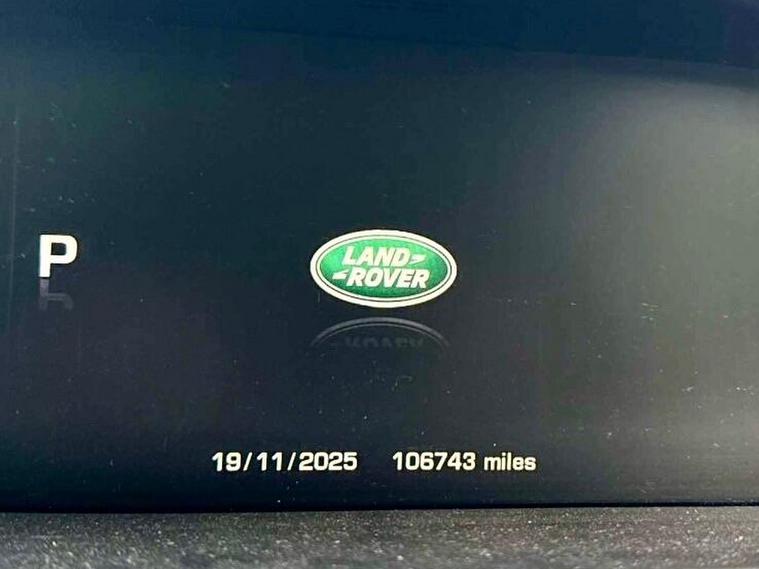 P
LAND
ROVER
19/11/2025 106743 miles